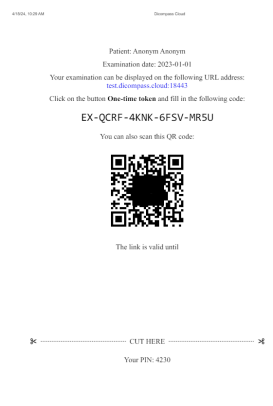 4/18/24, 10:29 AM Dicompass Cloud
Patient: Anonym Anonym
Examination date: 2023-01-01
Your examination can be displayed on the following URL address:
test.dicompass.cloud:18443
Click on the button One-time token and fill in the following code:
EX-QCRF-4KNK-6FSV-MR5U
You can also scan this QR code:
The link is valid until
CUT HERE
Your PIN: 4230